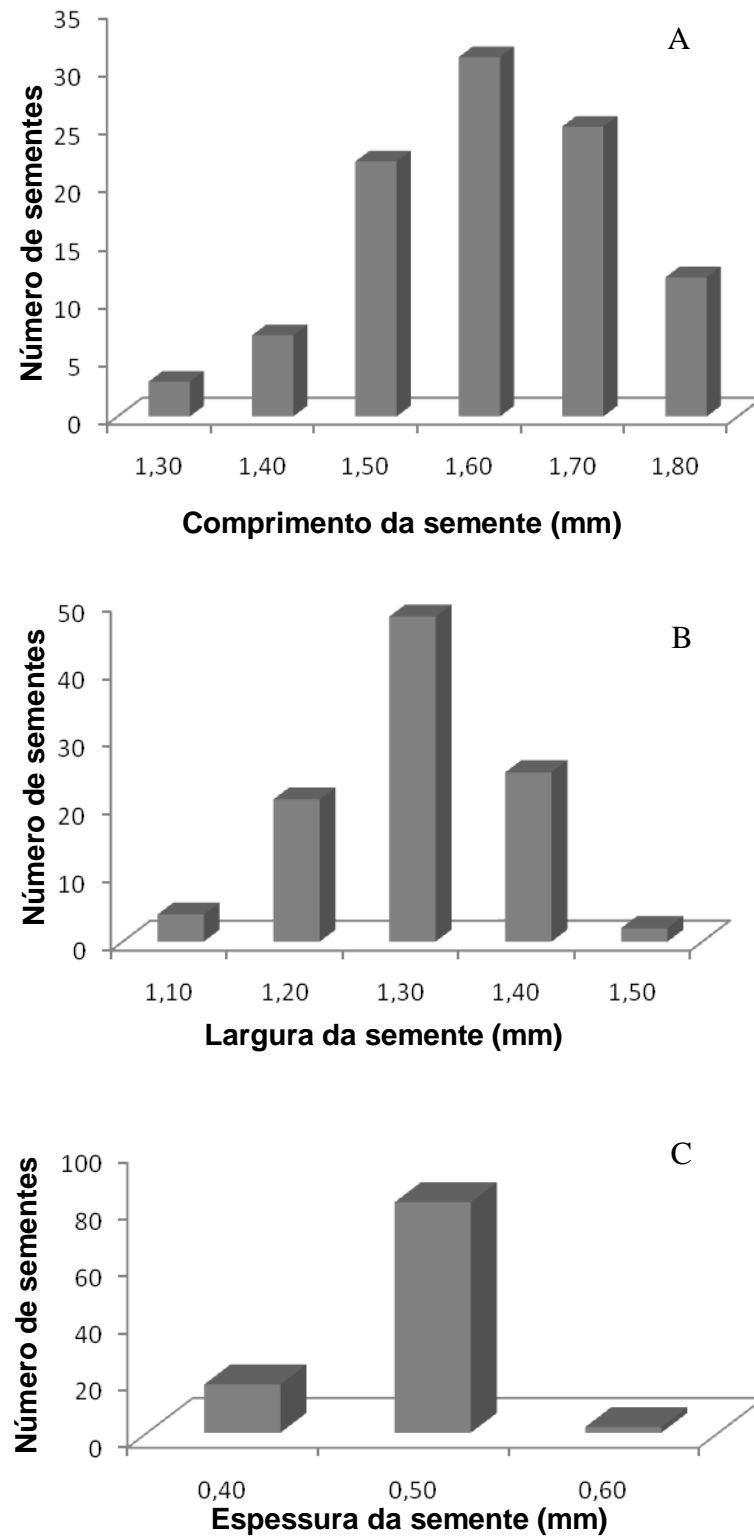 A
Número de sementes
35
30
25
20
15
10
5
0
1,30 1,40 1,50 1,60 1,70 1,80
Comprimento da semente (mm)
B
Número de sementes
50
40
30
20
10
0
1,10 1,20 1,30 1,40 1,50
Largura da semente (mm)
C
Número de sementes
100
80
60
40
20
0
0,40 0,50 0,60
Espessura da semente (mm)